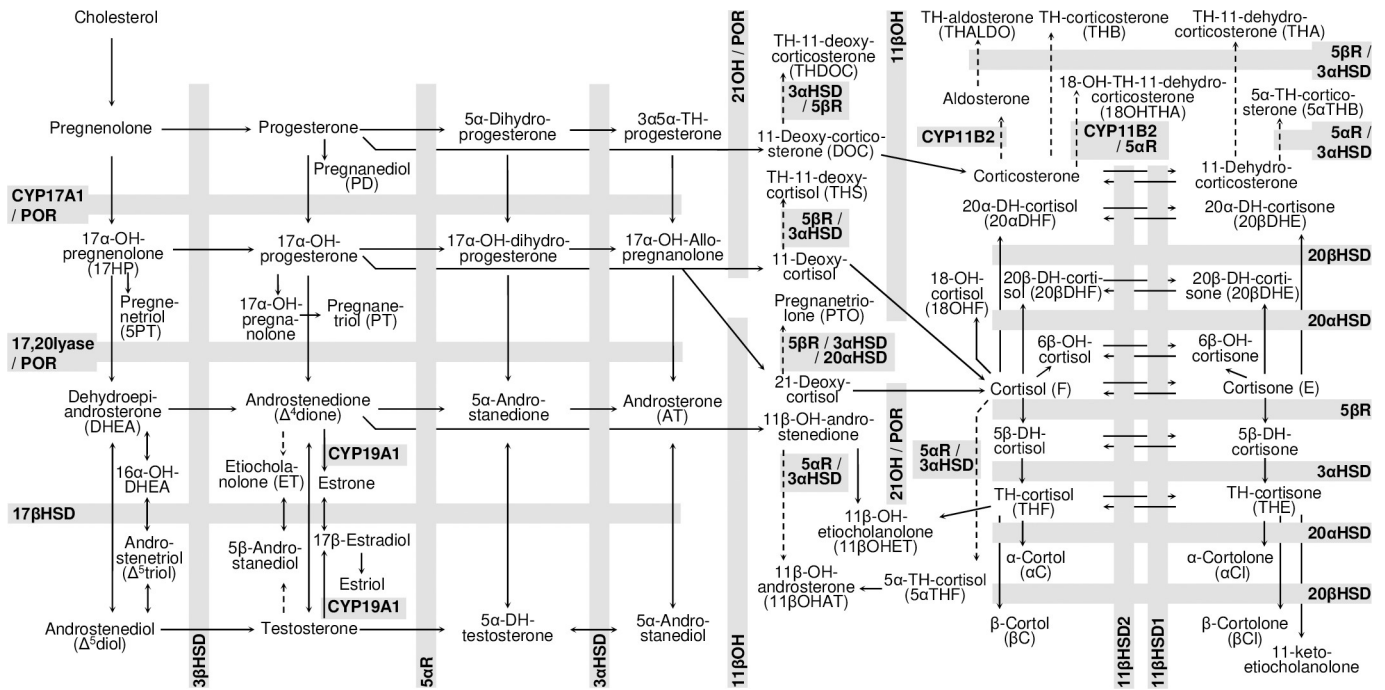 Cholesterol
Pregnenolone
Progesterone
5α-Dihydro-
progesterone
3α5α-TH-
progesterone
Pregnanediol
(PD)
CYP17A1
/ POR
17α-OH-
pregnenolone
(17HP)
17α-OH-
progesterone
17α-OH-dihydro-
progesterone
17α-OH-Allo-
pregnanolone
Pregne-
netriol
(5PT)
17α-OH-
pregna-
nolone
Pregnane-
triol (PT)
17,20lyase
/POR
Dehydroepi-
androsterone
(DHEA)
Androstenedione
(Δ⁴dione)
5α-Andro-
stanedione
Androsterone
(AT)
16α-OH-
DHEA
Etiochola-
nolone (ET)
CYP19A1
Estrone
17βHSD
Andro-
stenetriol
(Δ⁵triol)
5β-Andro-
stanediol
17β-Estradiol
Estriol
CYP19A1
Androstenediol
(Δ⁵diol)
Testosterone
5α-DH-
testosterone
5α-Andro-
stanediol
3βHSD
5αR
3αHSD
11βOH
21OH / POR
TH-11-deoxy-
corticosterone
(THDOC)
3αHSD
/ 5βR
11-Deoxy-cortico-
sterone (DOC)
TH-11-deoxy-
cortisol (THS)
5βR /
3αHSD
11-Deoxy-
cortisol
Pregnanetrio-
lone (PTO)
5βR / 3αHSD
/ 20αHSD
21-Deoxy-
cortisol
11β-OH-andro-
stenedione
5αR /
3αHSD
11β-OH-
etiocholanolone
(11βOHET)
11β-OH-
androsterone
(11βOHAT)
5α-TH-cortisol
(5αTHF)
11βOH
21OH / POR
5αR /
3αHSD
TH-aldosterone
(THALDO)
TH-corticosterone
(THB)
TH-11-dehydro-
corticosterone (THA)
5βR /
3αHSD
Aldosterone
18-OH-TH-11-dehydro-
corticosterone
(18OHTHA)
5α-TH-cortico-
sterone (5αTHB)
CYP11B2
CYP11B2
/ 5αR
5αR /
3αHSD
Corticosterone
11-Dehydro-
corticosterone
20α-DH-cortisol
(20αDHF)
20α-DH-cortisone
(20βDHE)
20βHSD
18-OH-
cortisol
(18OHF)
20β-DH-corti-
sol (20βDHF)
20β-DH-corti-
sone (20βDHE)
20αHSD
6β-OH-
cortisol
6β-OH-
cortisone
Cortisol (F)
Cortisone (E)
5βR
5β-DH-
cortisol
5β-DH-
cortisone
3αHSD
TH-cortisol
(THF)
TH-cortisone
(THE)
20αHSD
α-Cortol
(αC)
α-Cortolone
(αCl)
20βHSD
β-Cortol
(βC)
β-Cortolone
(βCl)
11-keto-
etiocholanolone
11βHSD2
11βHSD1